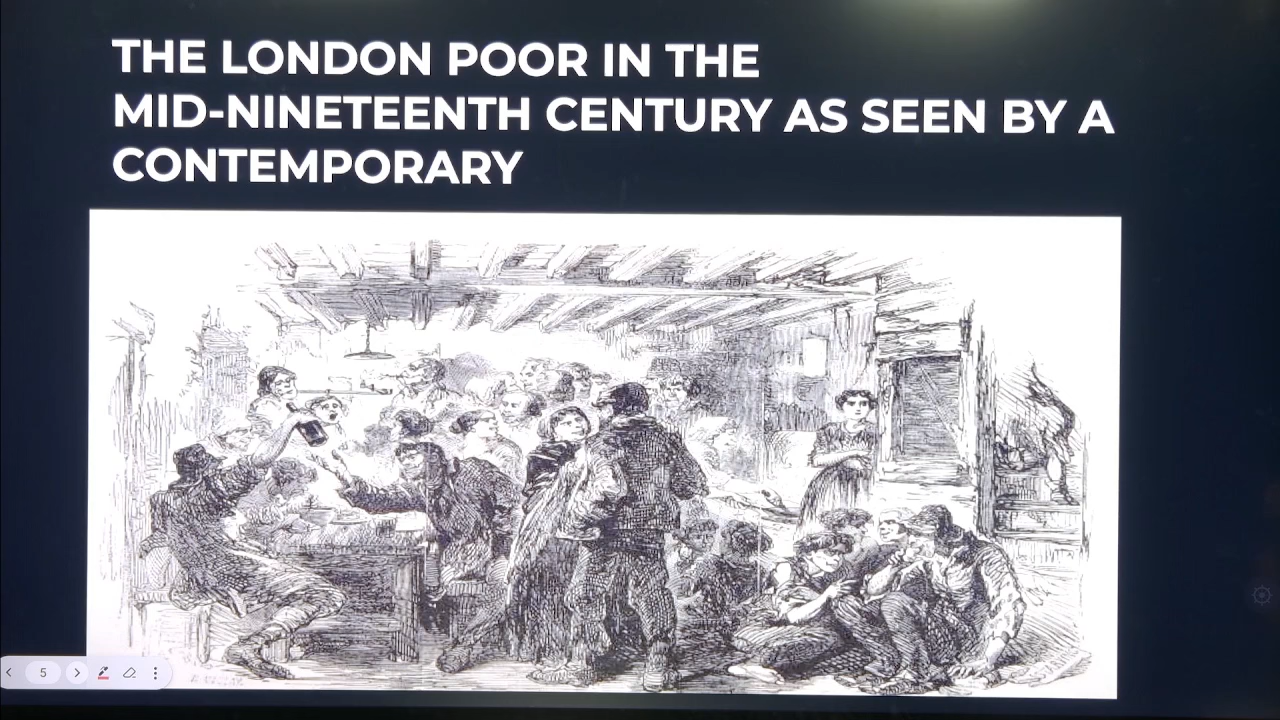 THE LONDON POOR IN THE
MID-NINETEENTH CENTURY AS SEEN BY A
CONTEMPORARY
5